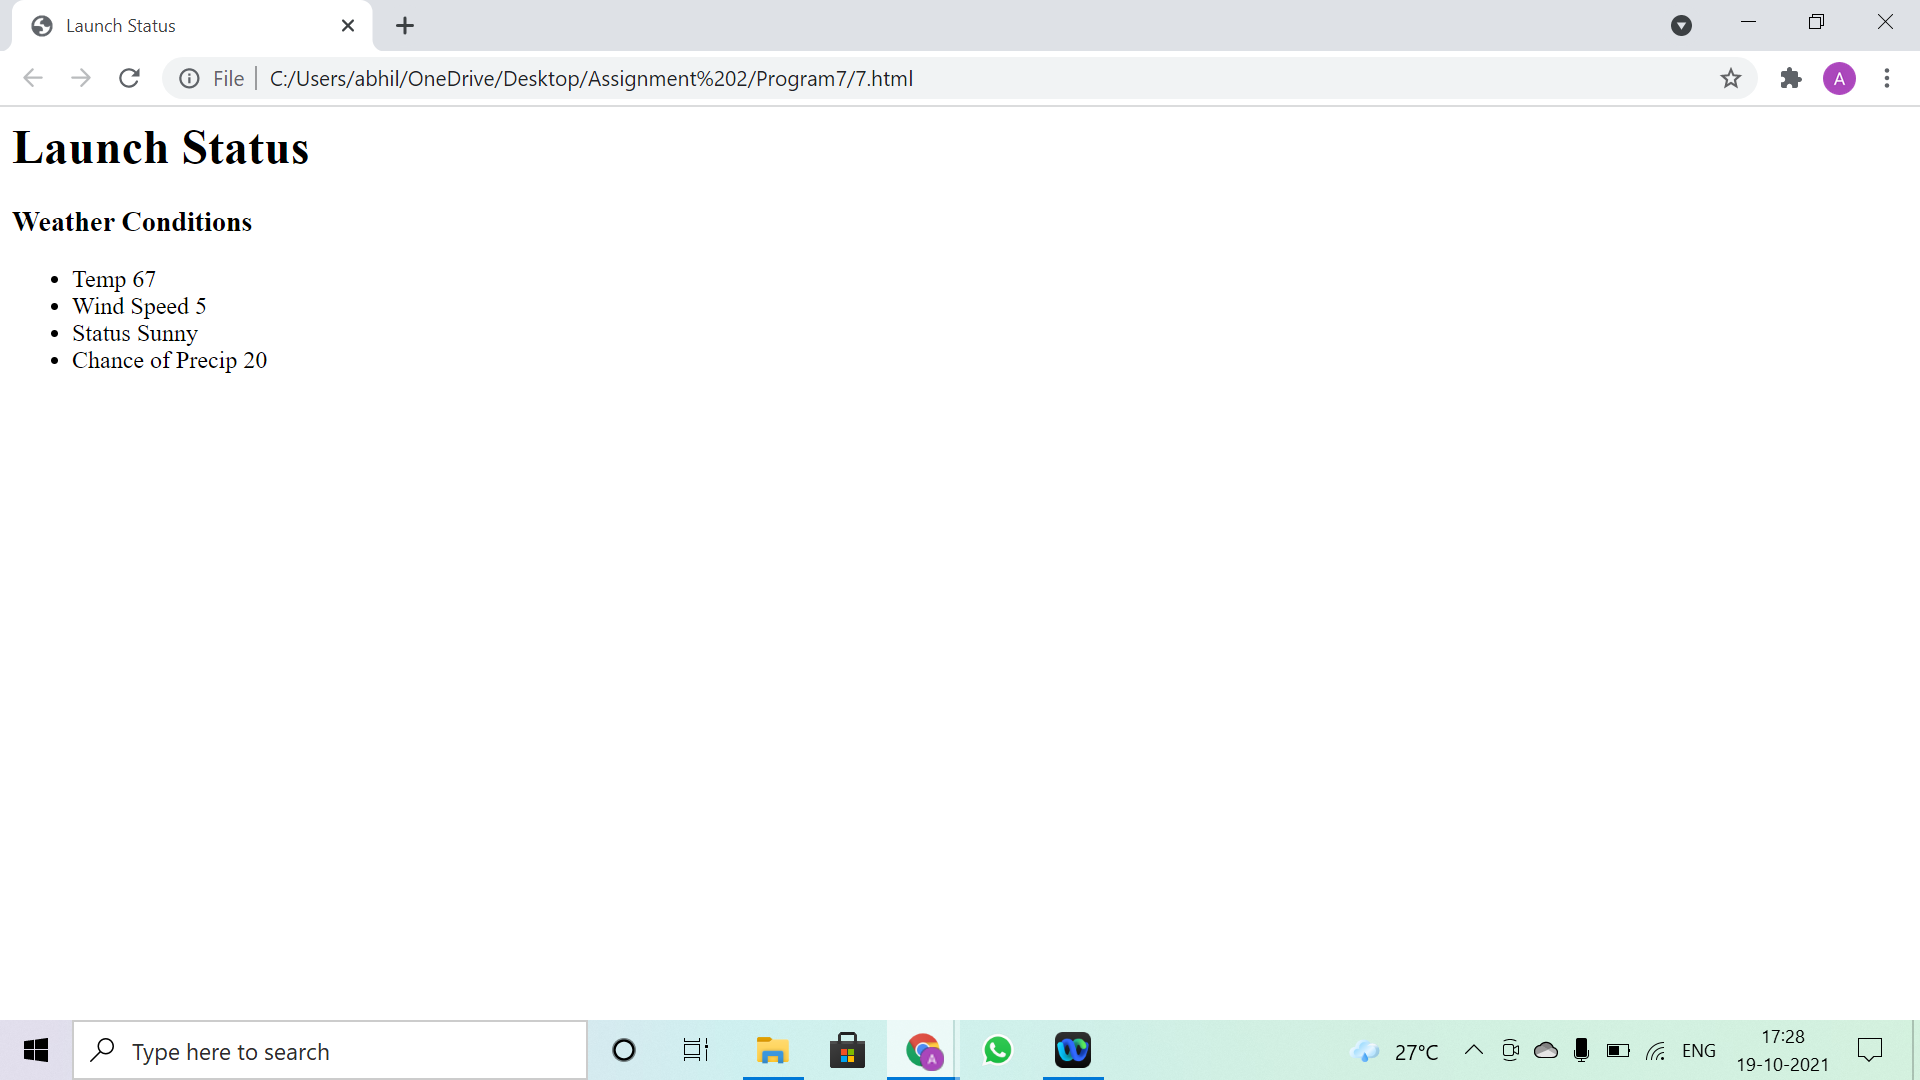 Launch Status
File
C:/Users/abhil/OneDrive/Desktop/Assignment%202/Program7/7.html
A
Launch Status
Weather Conditions
• Temp 67
• Wind Speed 5
• Status Sunny
• Chance of Precip 20
Type here to search
A
27°C
ENG
17:28
19-10-2021